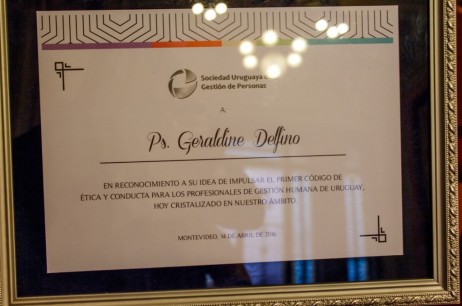 Sociedad Uruguaya de
Gestión de Personas
A:
Ps. Geraldine Delfino
EN RECONOCIMIENTO A SU IDEA DE IMPULSAR EL PRIMER CÓDIGO DE
ÉTICA Y CONDUCTA PARA LOS PROFESIONALES DE GESTIÓN HUMANA DE URUGUAY,
HOY CRISTALIZADO EN NUESTRO ÁMBITO
MONTEVIDEO, 14 DE ABRIL DE 2016